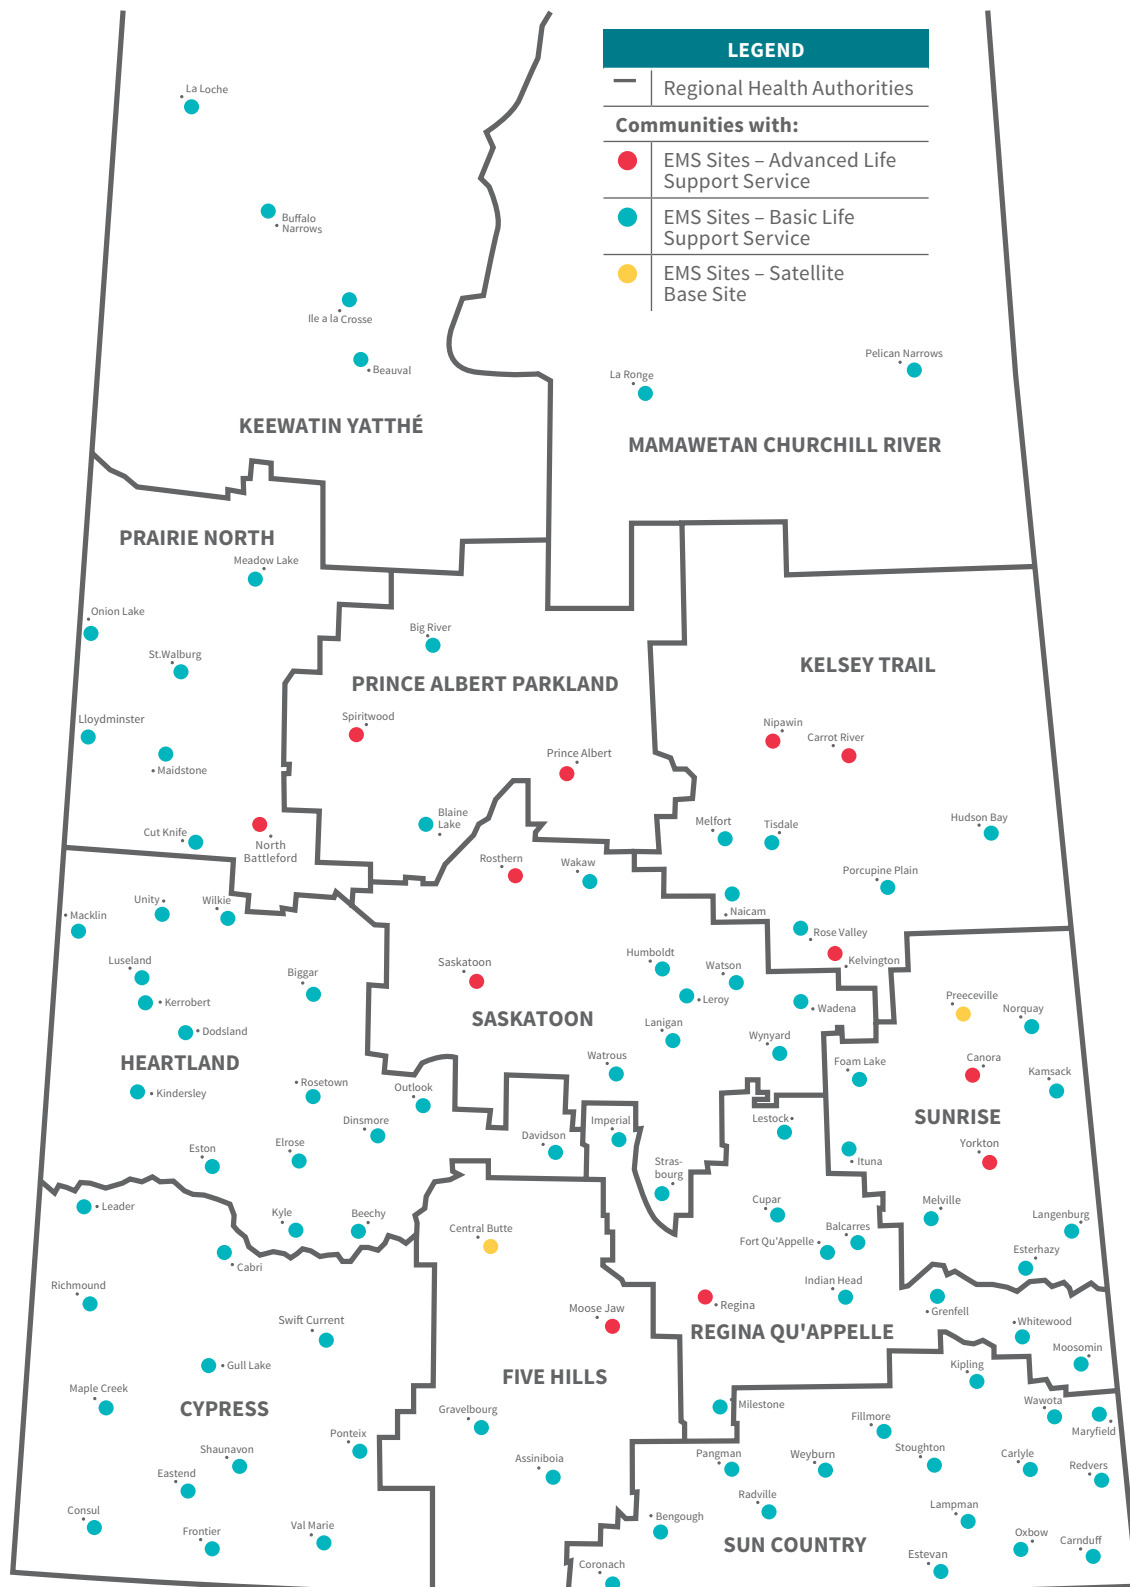 LEGEND
Regional Health Authorities
Communities with:
EMS Sites – Advanced Life
Support Service
EMS Sites – Basic Life
Support Service
EMS Sites – Satellite
Base Site
La Loche
Buffalo
Narrows
Ile a la Crosse
Beauval
KEEWATIN YATTHÉ
Pelican Narrows
La Ronge
MAMAWETAN CHURCHILL RIVER
PRAIRIE NORTH
Meadow Lake
Onion Lake
St.Walburg
Lloydminster
Maidstone
Cut Knife
North
Battleford
Big River
PRINCE ALBERT PARKLAND
Spiritwood
Prince Albert
Blaine
Lake
KELSEY TRAIL
Nipawin
Carrot River
Melfort
Tisdale
Hudson Bay
Porcupine Plain
Naicam
Rose Valley
Kelvington
Rosthern
Wakaw
Saskatoon
Humboldt
Watson
Leroy
Wadena
SASKATOON
Lanigan
Wynyard
Watrous
Imperial
Davidson
Stras-
bourg
Macklin
Unity
Wilkie
Luseland
Kerrobert
Biggar
Dodsland
HEARTLAND
Kindersley
Rosetown
Outlook
Dinsmore
Elrose
Eston
Kyle
Beechy
Preeceville
Norquay
Foam Lake
Canora
Kamsack
SUNRISE
Yorkton
Ituna
Melville
Langenburg
Esterhazy
Lestock
Cupar
Balcarres
Fort Qu'Appelle
Indian Head
Regina
REGINA QU'APPELLE
Grenfell
Whitewood
Moosomin
Milestone
Leader
Cabri
Richmound
Swift Current
Gull Lake
Maple Creek
CYPRESS
Ponteix
Shaunavon
Eastend
Consul
Frontier
Val Marie
Central Butte
Moose Jaw
FIVE HILLS
Gravelbourg
Assiniboia
Coronach
Kipling
Wawota
Maryfield
Fillmore
Pangman
Weyburn
Stoughton
Carlyle
Redvers
Radville
Lampman
Bengough
SUN COUNTRY
Oxbow
Carnduff
Estevan